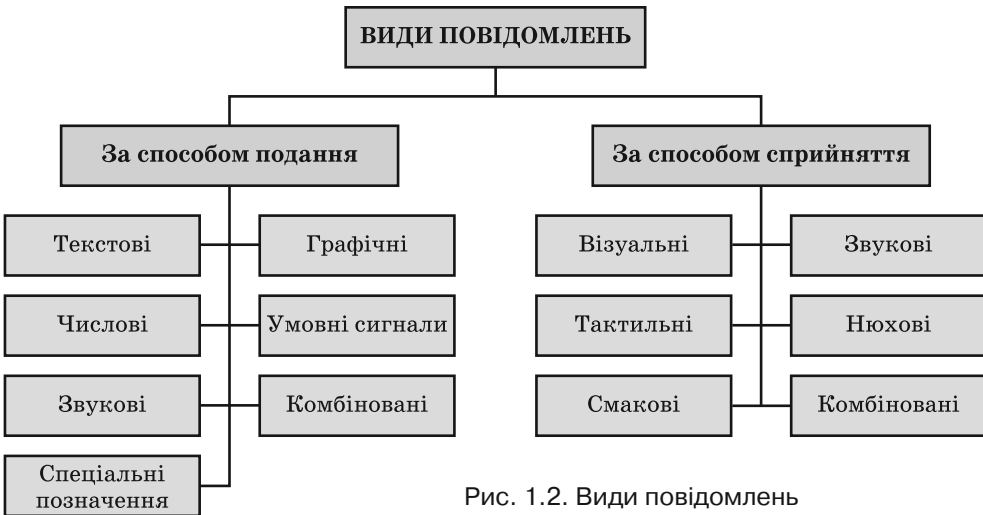 ВИДИ ПОВІДОМЛЕНЬ
За способом подання
За способом сприйняття
Текстові
Графічні
Візуальні
Звукові
Числові
Умовні сигнали
Тактильні
Нюхові
Звукові
Комбіновані
Смакові
Комбіновані
Спеціальні
позначення
Рис. 1.2. Види повідомлень